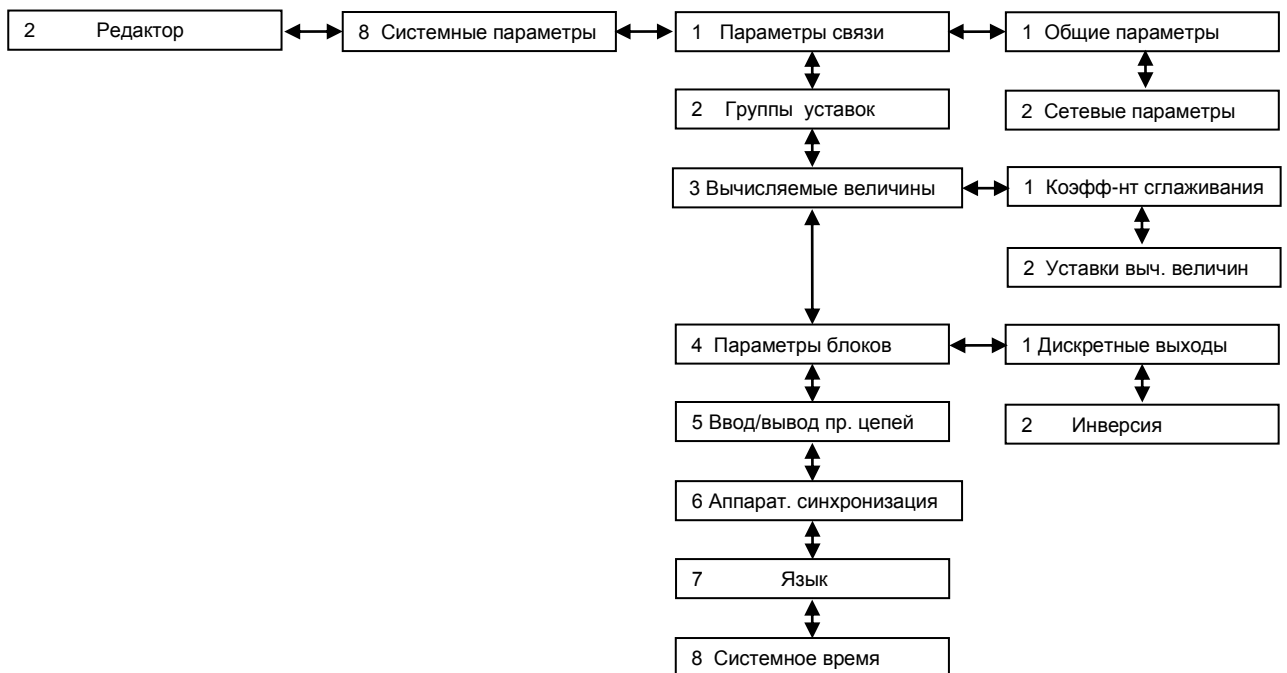 2 Редактор
8 Системные параметры
1 Параметры связи
1 Общие параметры
2 Группы уставок
2 Сетевые параметры
3 Вычисляемые величины
1 Коэфф-нт сглаживания
2 Уставки выч. величин
4 Параметры блоков
1 Дискретные выходы
5 Ввод/вывод пр. цепей
2 Инверсия
6 Аппарат. синхронизация
7 Язык
8 Системное время